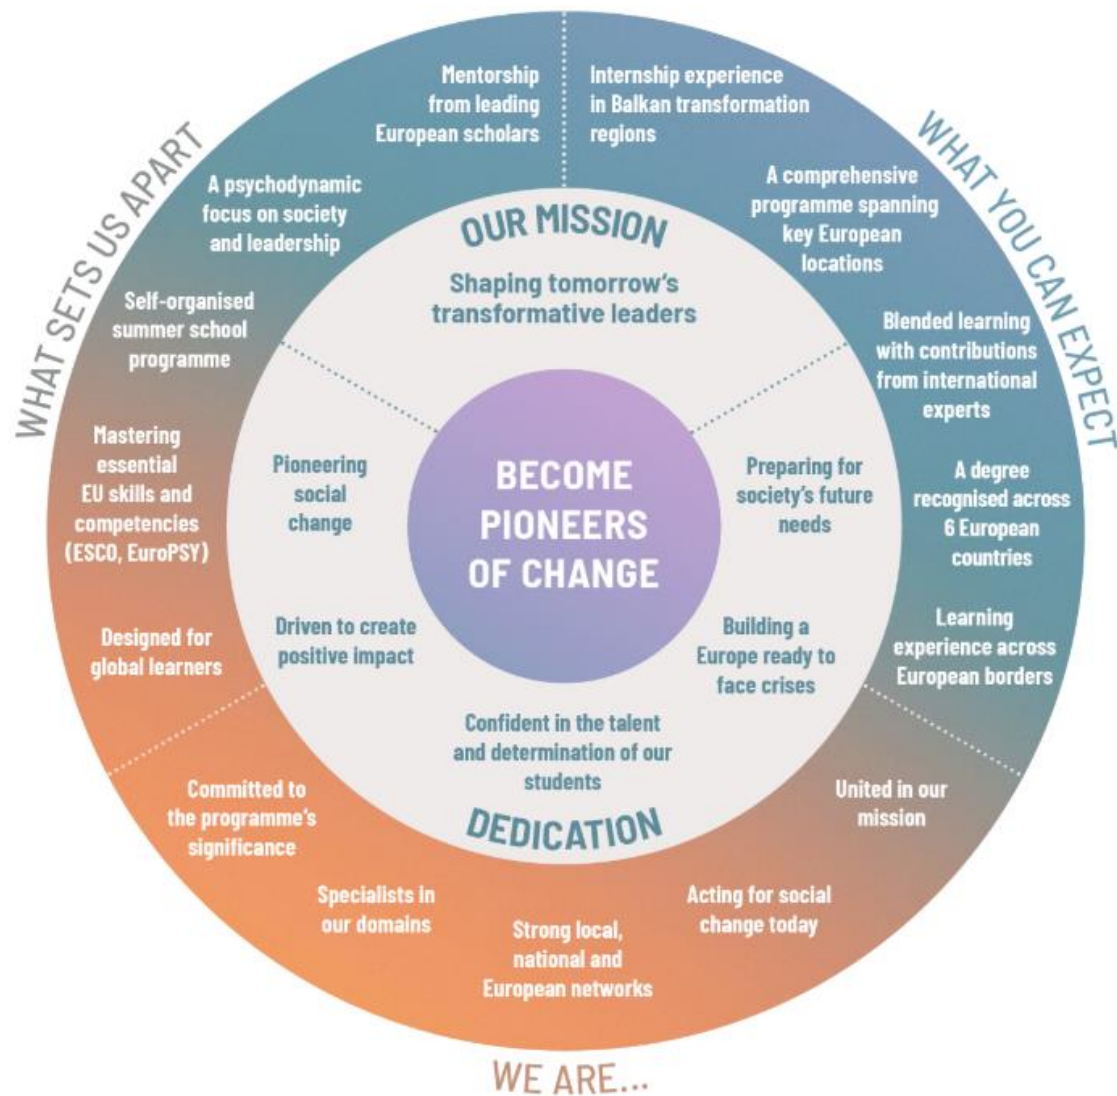 WHAT SETS US APART
Mentorship
from leading
European scholars
A psychodynamic
focus on society
and leadership
Self-organised
summer school
programme
Mastering
essential
EU skills and
competencies
(ESCO, EuroPSY)
Designed for
global learners
WHAT YOU CAN EXPECT
Internship experience
in Balkan transformation
regions
A comprehensive
programme spanning
key European
locations
Blended learning
with contributions
from international
experts
A degree
recognised across
6 European
countries
Learning
experience across
European borders
OUR MISSION
Shaping tomorrow‘s
transformative leaders
BECOME
PIONEERS
OF CHANGE
Pioneering
social
change
Driven to create
positive impact
Preparing for
society’s future
needs
Building a
Europe ready to
face crises
Confident in the talent
and determination of our
students
DEDICATION
Committed to
the programme‘s
significance
Specialists in
our domains
Strong local,
national and
European networks
Acting for social
change today
United in our
mission
WE ARE...